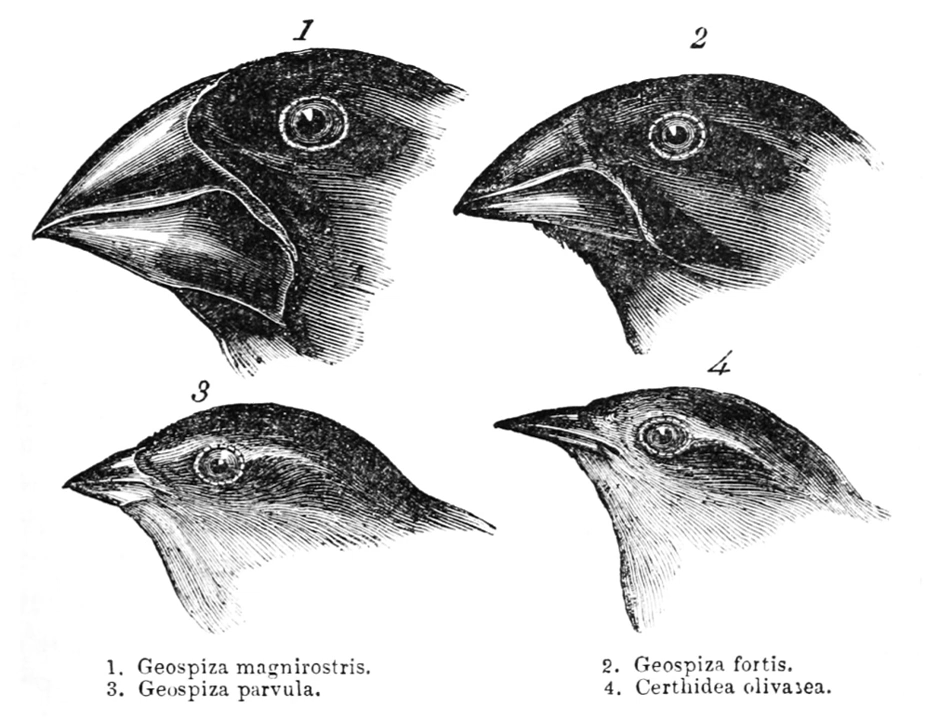 1
2
3
4
1. Geospiza magnirostris.
2. Geospiza fortis.
3. Geospiza parvula.
4. Certhidea olivasea.